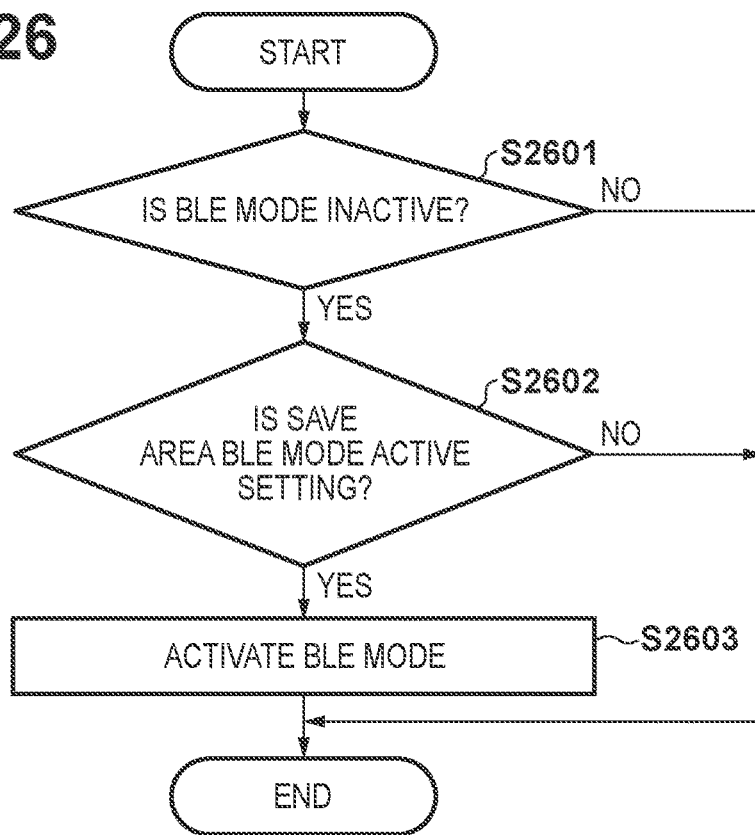 26
START
S2601
IS BLE MODE INACTIVE?
NO
YES
S2602
IS SAVE
AREA BLE MODE ACTIVE
SETTING?
NO
YES
ACTIVATE BLE MODE
S2603
END